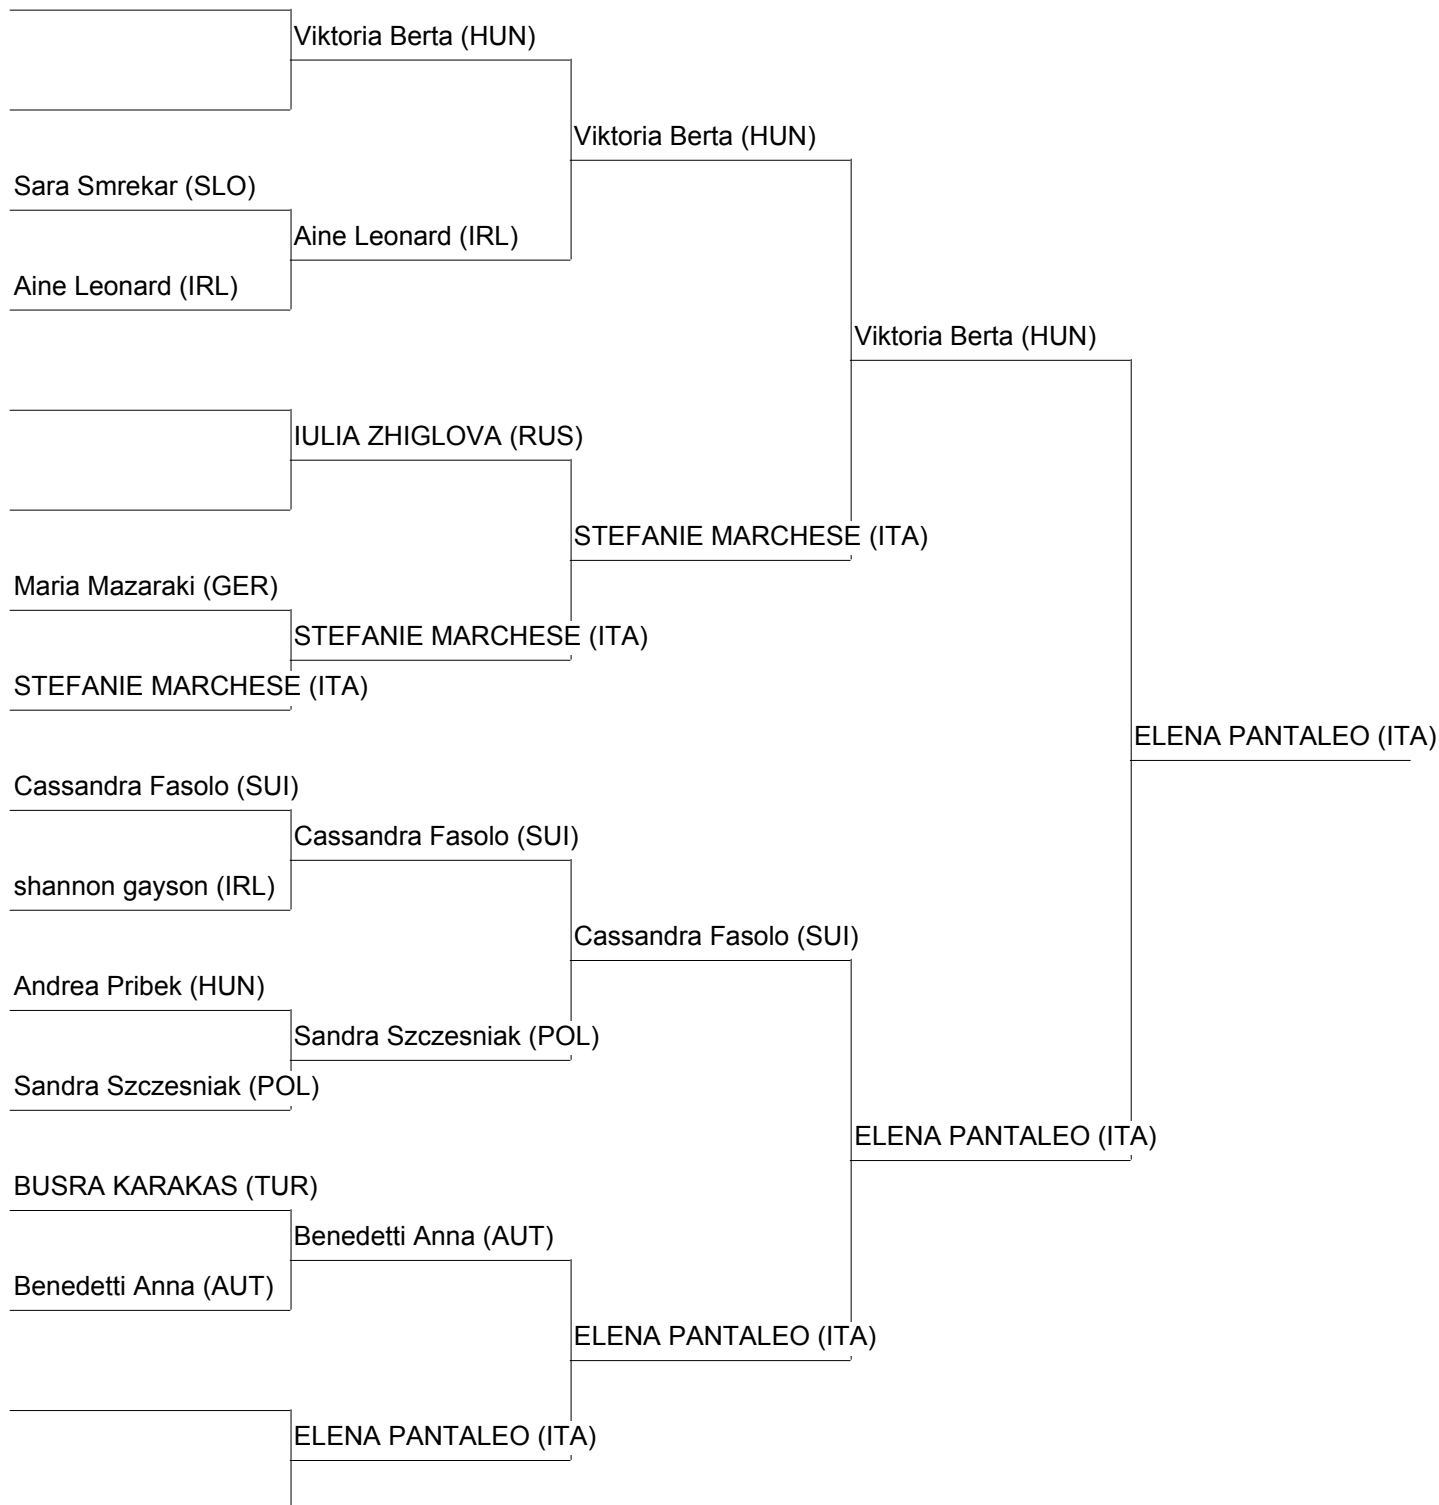 Viktoria Berta (HUN)
Viktoria Berta (HUN)
Sara Smrekar (SLO)
Aine Leonard (IRL)
Aine Leonard (IRL)
Viktoria Berta (HUN)
IULIA ZHIGLOVA (RUS)
STEFANIE MARCHESE (ITA)
Maria Mazaraki (GER)
STEFANIE MARCHESE (ITA)
STEFANIE MARCHESE (ITA)
ELENA PANTALEO (ITA)
Cassandra Fasolo (SUI)
Cassandra Fasolo (SUI)
shannon gayson (IRL)
Cassandra Fasolo (SUI)
Andrea Pribek (HUN)
Sandra Szczesniak (POL)
Sandra Szczesniak (POL)
ELENA PANTALEO (ITA)
BUSRA KARAKAS (TUR)
Benedetti Anna (AUT)
Benedetti Anna (AUT)
ELENA PANTALEO (ITA)
ELENA PANTALEO (ITA)